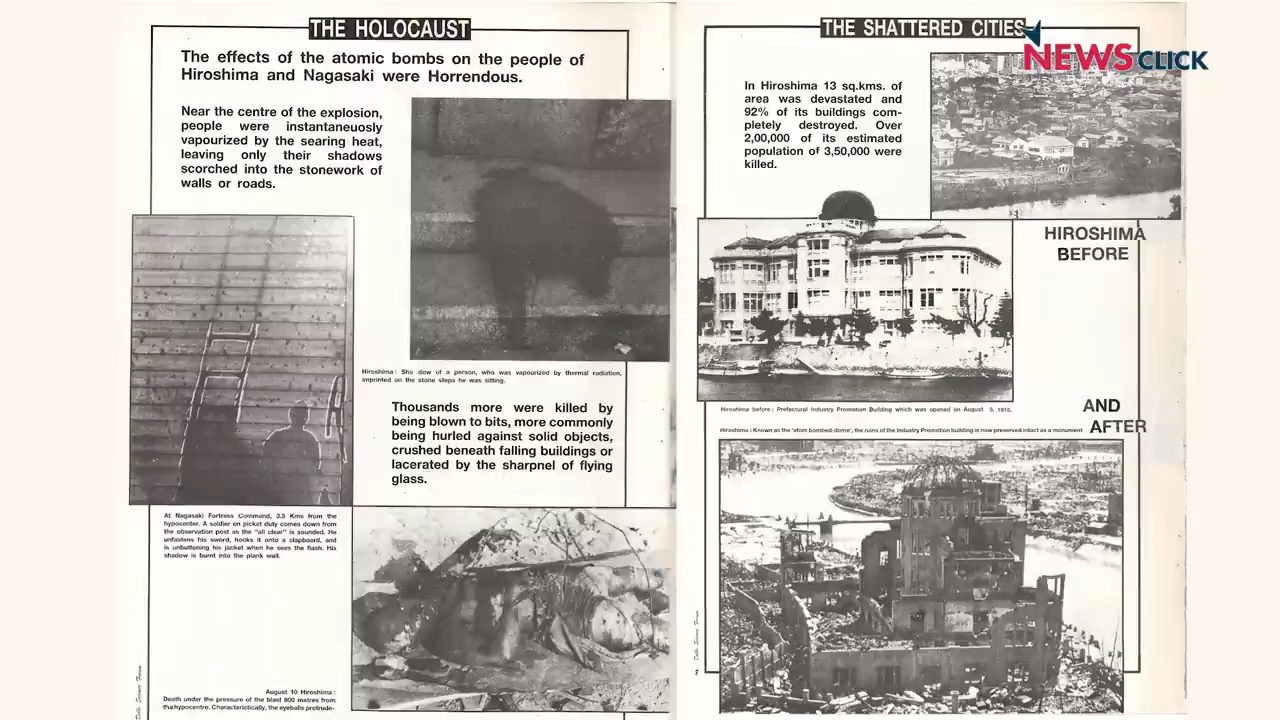 THE HOLOCAUST
The effects of the atomic bombs on the people of
Hiroshima and Nagasaki were Horrendous.
Near the centre of the explosion,
people were instantaneously
vapourized by the searing heat,
leaving only their shadows
scorched into the stonework of
walls or roads.
Hiroshima : Sha dow of a person, who was vapourized by thermal radiation,
imprinted on the stone steps he was sitting.
Thousands more were killed by
being blown to bits, more commonly
being hurled against solid objects,
crushed beneath falling buildings or
lacerated by the sharpnel of flying
glass.
At Nagasaki Fortress Command, 3.5 Kms from the
hypocenter. A soldier on picket duty comes down from
the observation post as the "all clear" is sounded. He
unfastens his sword, hooks it onto a clapboard, and
is unbuttoning his jacket when he sees the flash. His
shadow is burnt into the plank wall.
August 10 Hiroshima :
Death under the pressure of the blast 800 metres from
the hypocentre. Characteristically, the eyeballs protrude-
Delhi Science Forum
THE SHATTERED CITIES
NEWSCLICK
In Hiroshima 13 sq.kms. of
area was devastated and
92% of its buildings com-
pletely destroyed. Over
2,00,000 of its estimated
population of 3,50,000 were
killed.
HIROSHIMA
BEFORE
Hiroshima before : Prefectural Industry Promotion Building which was opened on August 5, 1915.
AND
AFTER
Hiroshima : Known as the 'atom bombed-dome', the ruins of the Industry Promotion building is now preserved intact as a monument
Delhi Science Forum